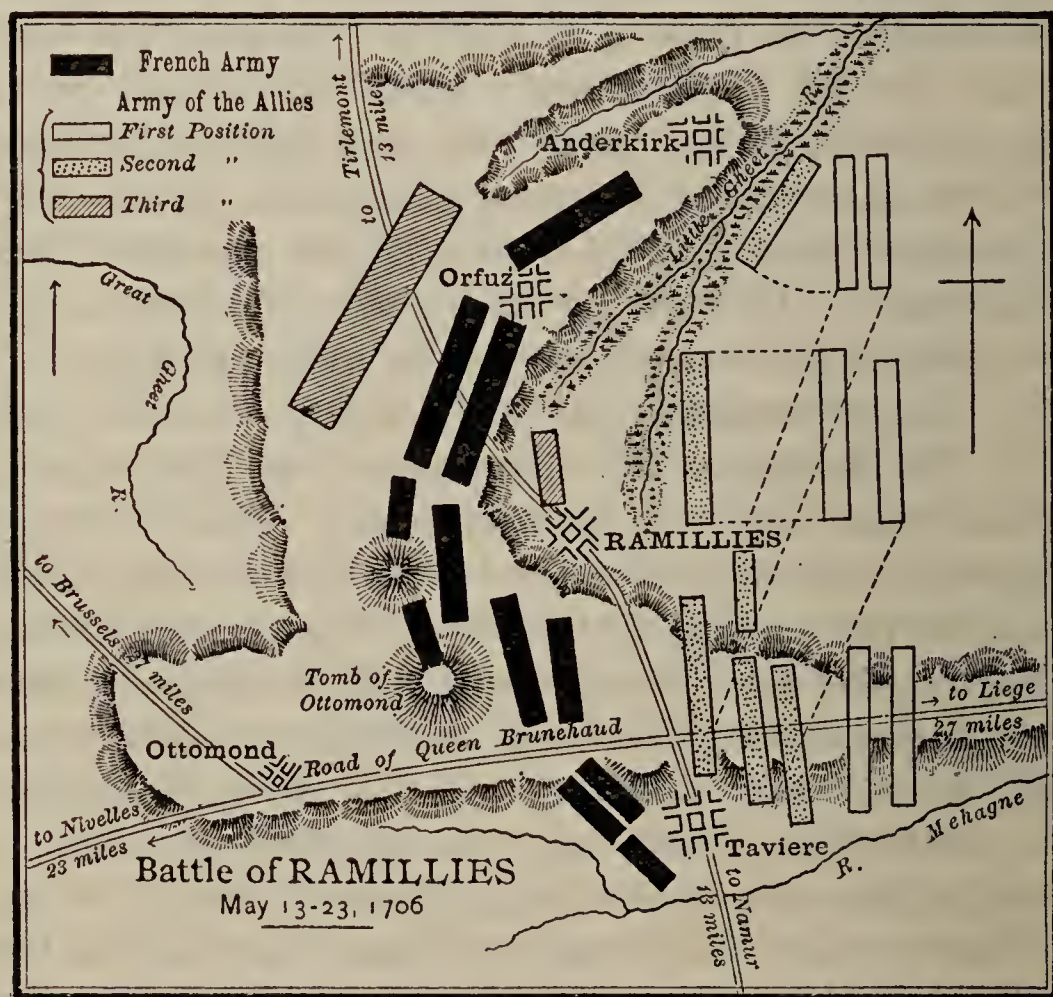 French Army
Army of the Allies
First Position
Second "
Third "
to Tirlemont
13 miles
Anderkirk
Little Gheet R.
Orfuz
Great Gheet R.
RAMILLIES
to Brussels
27 miles
Tomb of
Ottomond
Ottomond
Road of Queen Brunehaud
to Liege
27 miles
to Nivelles
23 miles
Taviere
R. Mehagne
to Namur
13 miles
Battle of RAMILLIES
May 13-23, 1706